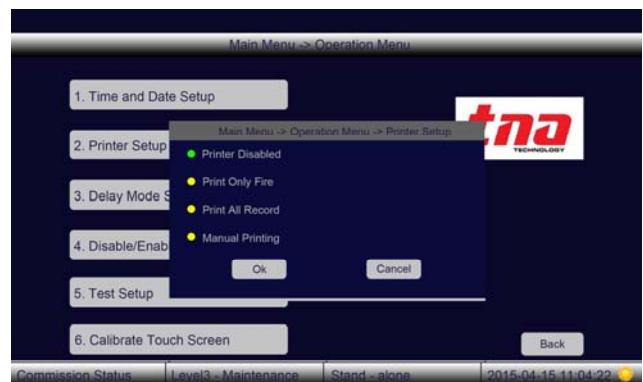 Main Menu -> Operation Menu
1. Time and Date Setup
2. Printer Setup
3. Delay Mode S
4. Disable/Enab
5. Test Setup
6. Calibrate Touch Screen
tna
TECHNOLOGY
Main Menu -> Operation Menu -> Printer Setup
Printer Disabled
Print Only Fire
Print All Record
Manual Printing
Ok
Cancel
Back
Commission Status
Level3 - Maintenance
Stand - alone
2015-04-15 11:04:22